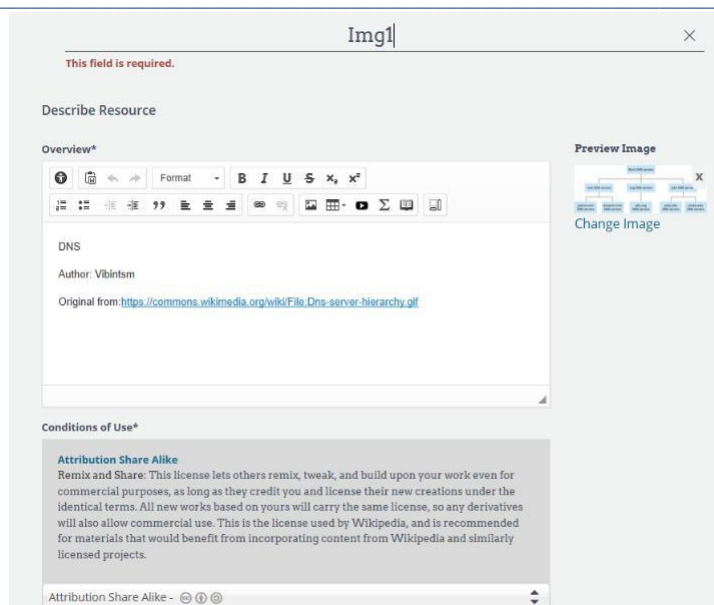 Img1
This field is required.
Describe Resource
Overview*
Preview Image
Format
B I U S x₂ x²
X
Change Image
DNS
Author: Vibintsm
Original from:https://commons.wikimedia.org/wiki/File:Dns-server-hierarchy.gif
Conditions of Use*
Attribution Share Alike
Remix and Share: This license lets others remix, tweak, and build upon your work even for
commercial purposes, as long as they credit you and license their new creations under the
identical terms. All new works based on yours will carry the same license, so any derivatives
will also allow commercial use. This is the license used by Wikipedia, and is recommended
for materials that would benefit from incorporating content from Wikipedia and similarly
licensed projects.
Attribution Share Alike -